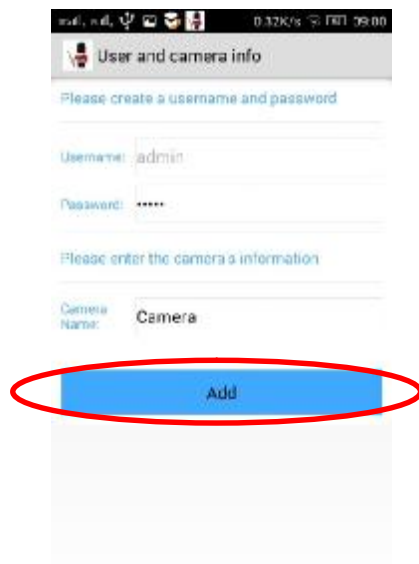 0.32K/s 09:00
User and camera info
Please create a username and password
Username: admin
Password: •••••
Please enter the camera's information
Camera Name: Camera
Add